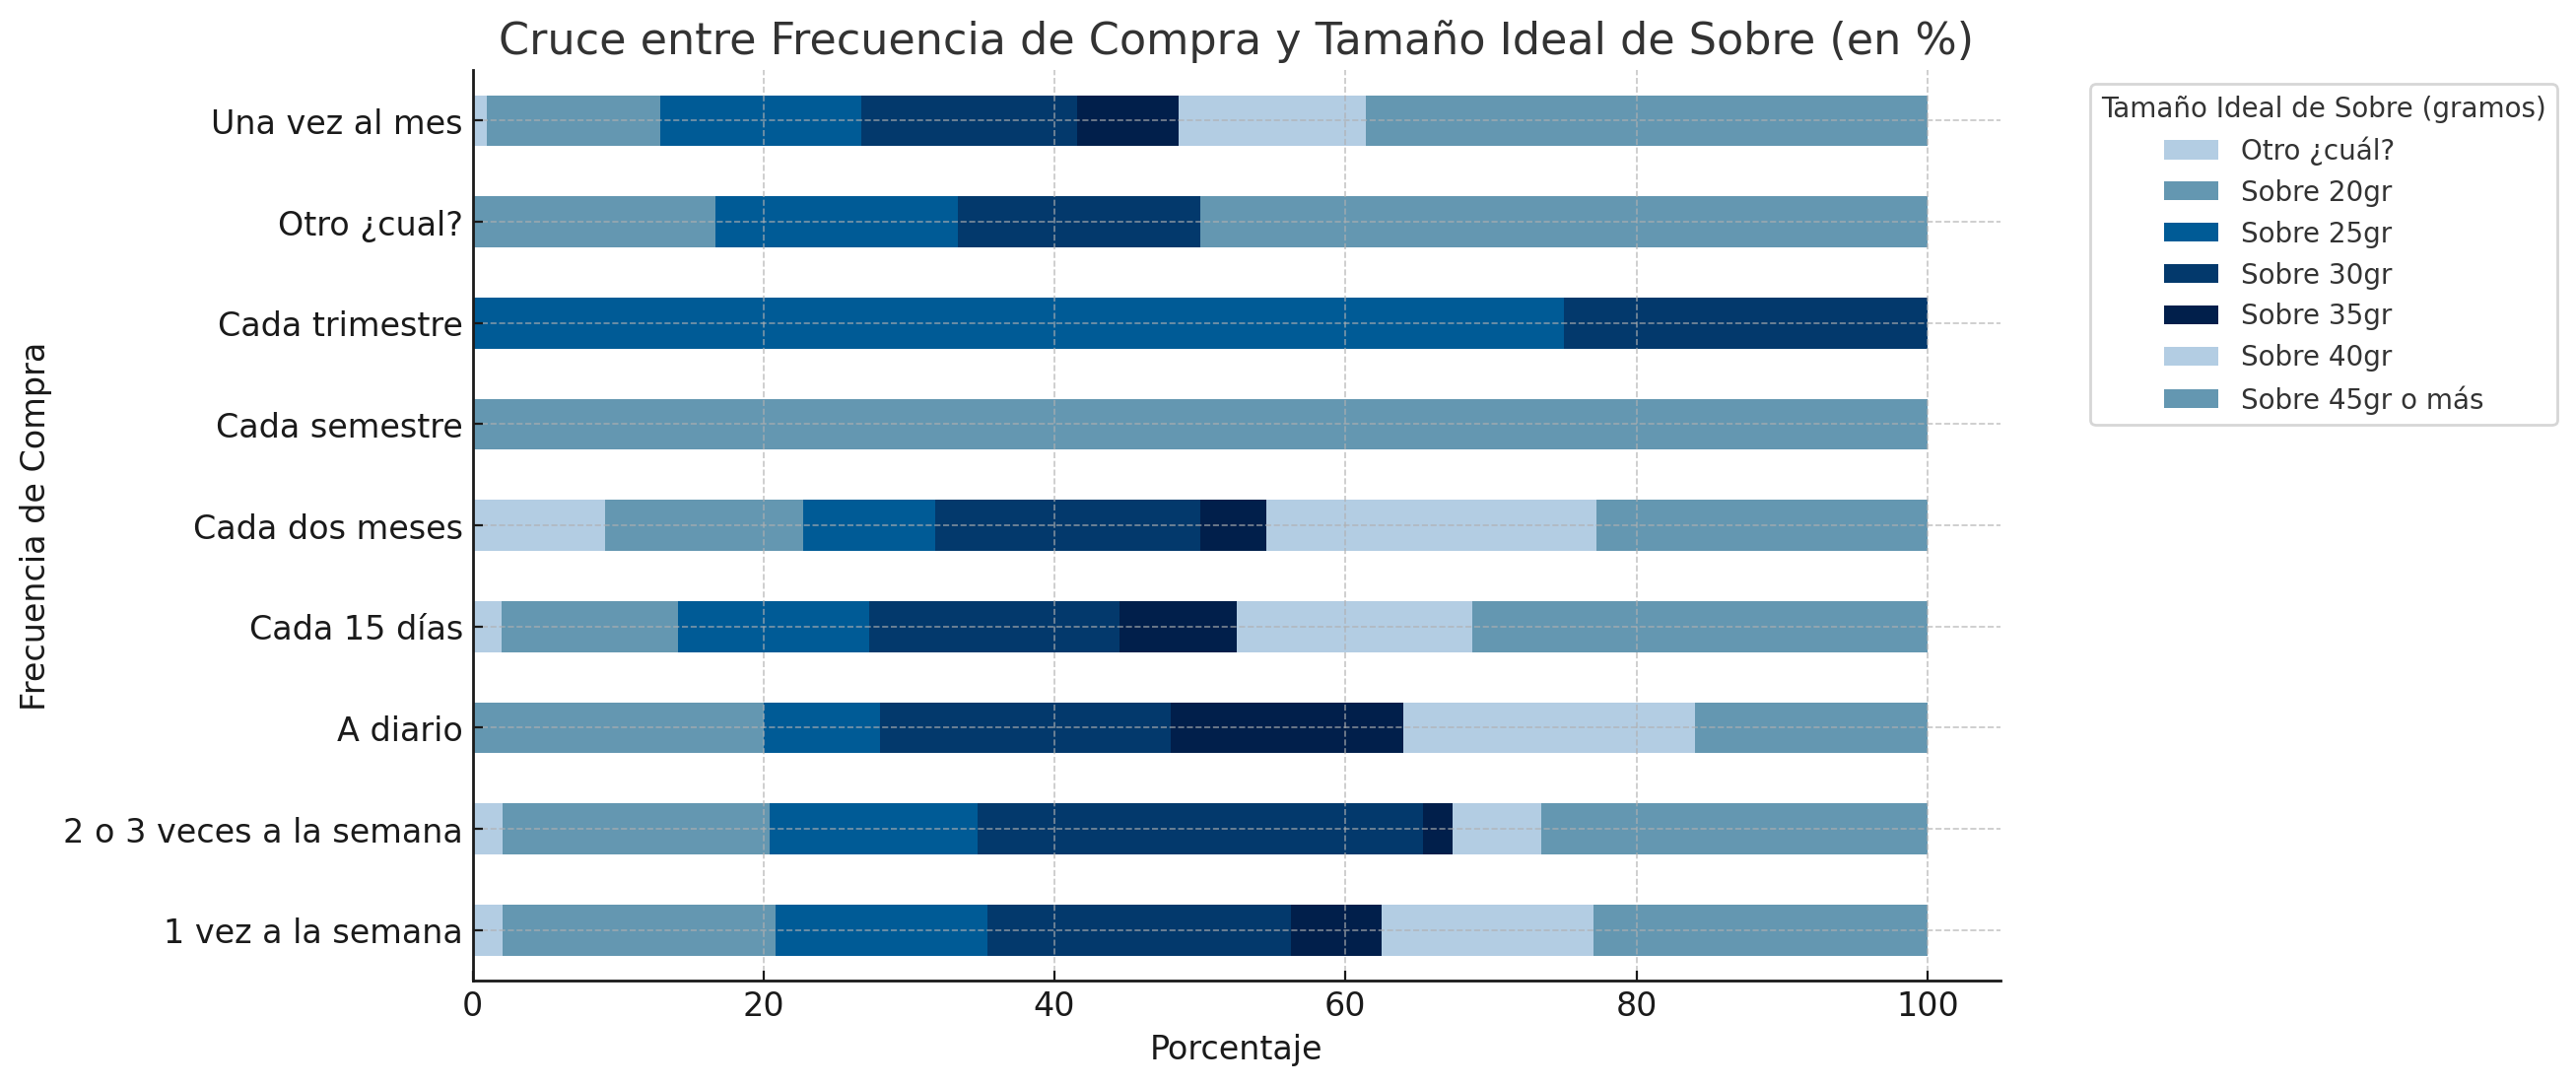 Cruce entre Frecuencia de Compra y Tamaño Ideal de Sobre (en %)
Frecuencia de Compra
Una vez al mes
Otro ¿cual?
Cada trimestre
Cada semestre
Cada dos meses
Cada 15 días
A diario
2 o 3 veces a la semana
1 vez a la semana
0 20 40 60 80 100
Porcentaje
Tamaño Ideal de Sobre (gramos)
Otro ¿cuál?
Sobre 20gr
Sobre 25gr
Sobre 30gr
Sobre 35gr
Sobre 40gr
Sobre 45gr o más